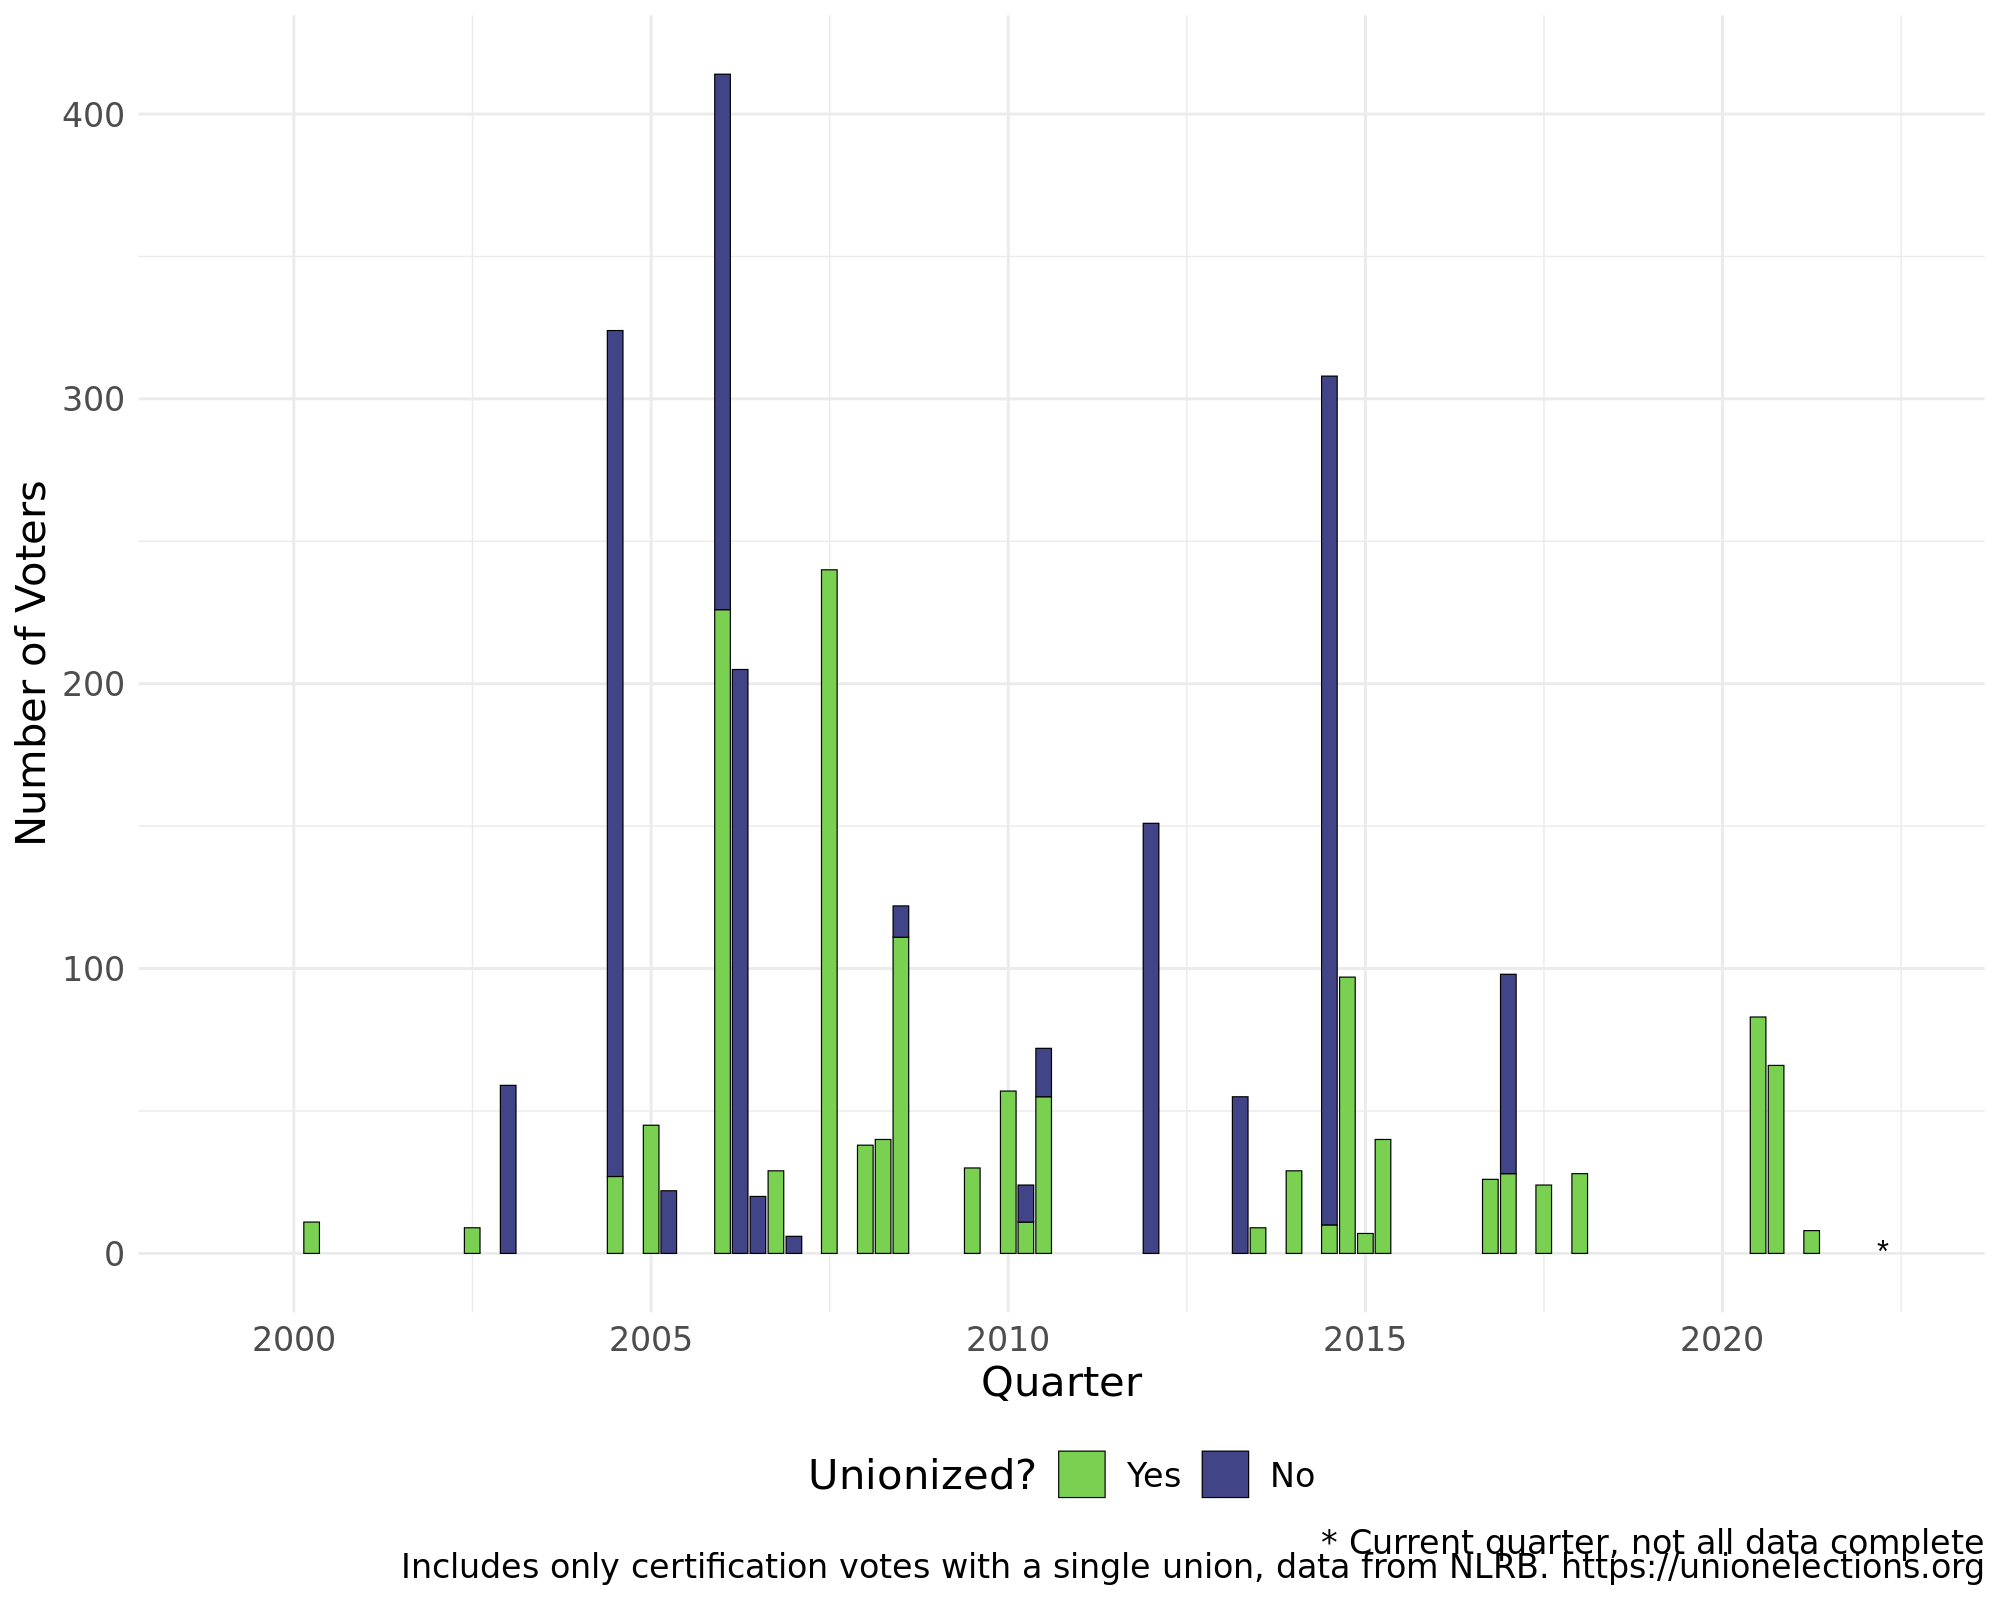 400
300
200
100
0
Number of Voters
*
2000 2005 2010 2015 2020
Quarter
Unionized? Yes No
* Current quarter, not all data complete
Includes only certification votes with a single union, data from NLRB. https://unionelections.org